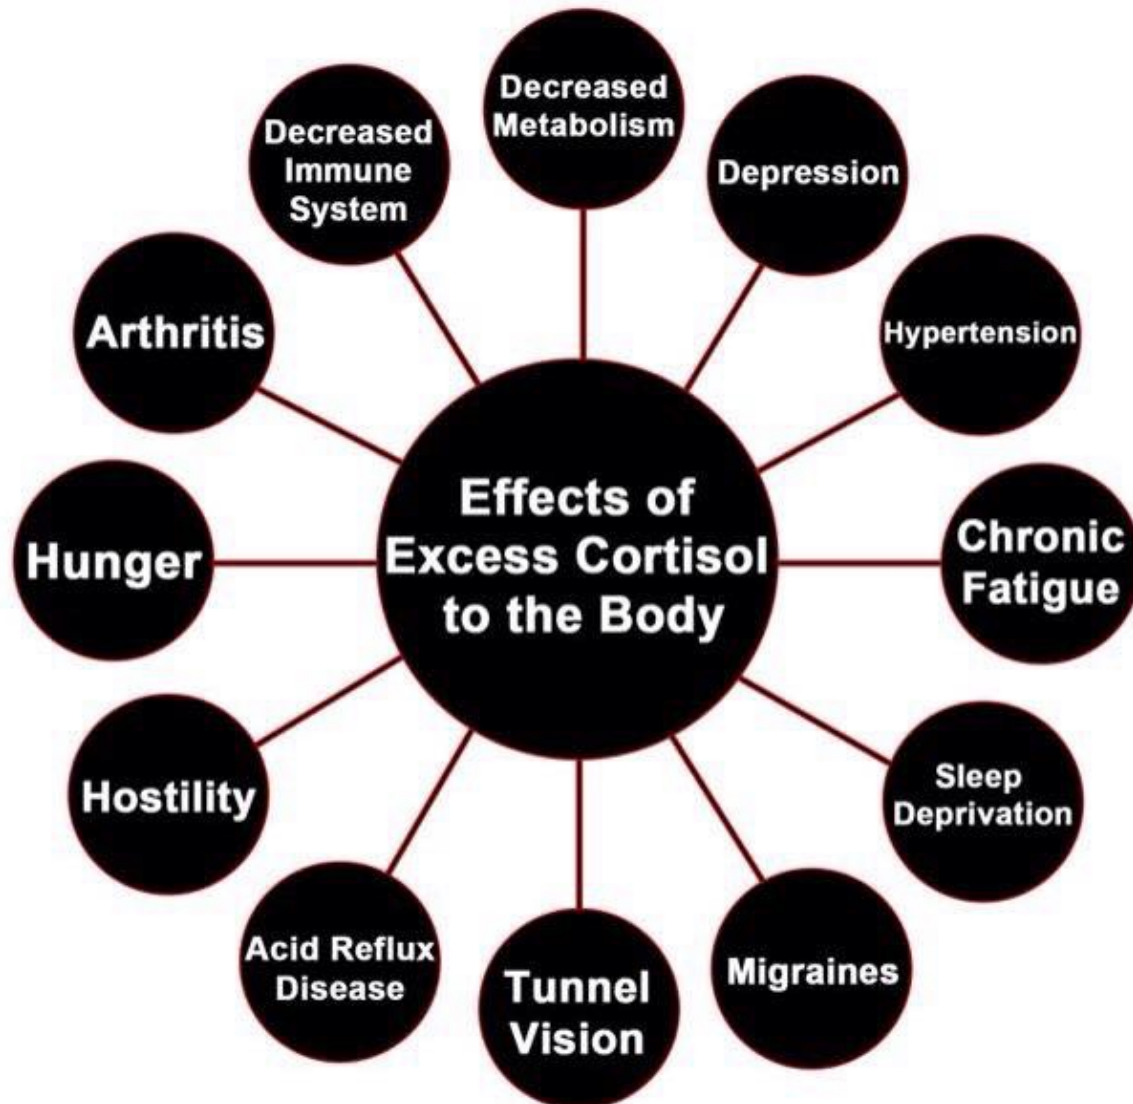 Decreased
Metabolism
Depression
Hypertension
Chronic
Fatigue
Sleep
Deprivation
Migraines
Tunnel
Vision
Acid Reflux
Disease
Hostility
Hunger
Arthritis
Decreased
Immune
System
Effects of
Excess Cortisol
to the Body